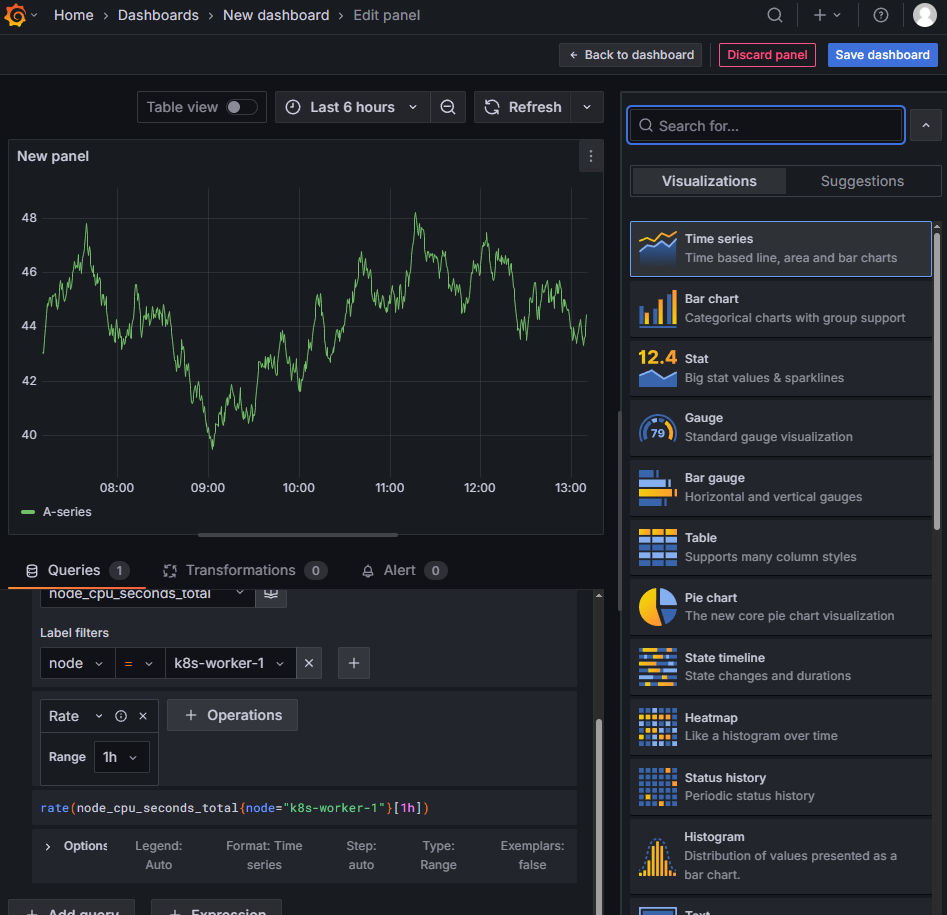 Home › Dashboards › New dashboard › Edit panel
← Back to dashboard
Discard panel
Save dashboard
Table view
Last 6 hours
Refresh
Search for...
New panel
Visualizations
Suggestions
48
46
44
42
40
08:00
09:00
10:00
11:00
12:00
13:00
A-series
Time series
Time based line, area and bar charts
Bar chart
Categorical charts with group support
12.4
Stat
Big stat values & sparklines
79
Gauge
Standard gauge visualization
Bar gauge
Horizontal and vertical gauges
Table
Supports many column styles
Pie chart
The new core pie chart visualization
State timeline
State changes and durations
Heatmap
Like a histogram over time
Status history
Periodic status history
Histogram
Distribution of values presented as a
bar chart.
Text
Queries 1
Transformations 0
Alert 0
node_cpu_seconds_total
Label filters
node = k8s-worker-1 × +
Rate × + Operations
Range 1h
rate(node_cpu_seconds_total{node="k8s-worker-1"}[1h])
› Options
Legend:
Auto
Format: Time
series
Step:
auto
Type:
Range
Exemplars:
false
+ Add query
+ Expression